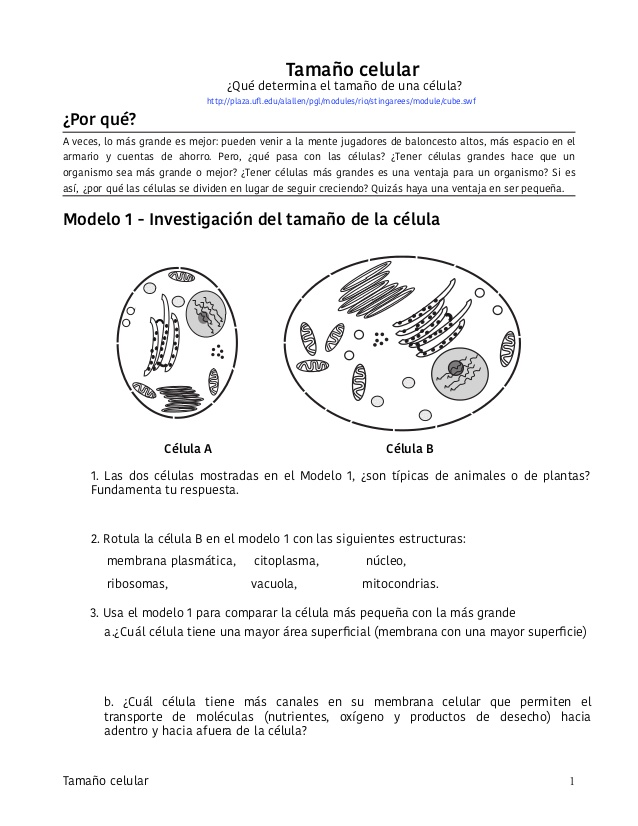 Tamaño celular
¿Qué determina el tamaño de una célula?
http://plaza.ufl.edu/alallen/pgl/modules/rio/stingarees/module/cube.swf
¿Por qué?
A veces, lo más grande es mejor: pueden venir a la mente jugadores de baloncesto altos, más espacio en el
armario y cuentas de ahorro. Pero, ¿qué pasa con las células? ¿Tener células grandes hace que un
organismo sea más grande o mejor? ¿Tener células más grandes es una ventaja para un organismo? Si es
así, ¿por qué las células se dividen en lugar de seguir creciendo? Quizás haya una ventaja en ser pequeña.
Modelo 1 - Investigación del tamaño de la célula
Célula A Célula B
1. Las dos células mostradas en el Modelo 1, ¿son típicas de animales o de plantas?
Fundamenta tu respuesta.
2. Rotula la célula B en el modelo 1 con las siguientes estructuras:
membrana plasmática, citoplasma, núcleo,
ribosomas, vacuola, mitocondrias.
3. Usa el modelo 1 para comparar la célula más pequeña con la más grande
a.¿Cuál célula tiene una mayor área superficial (membrana con una mayor superficie)
b. ¿Cuál célula tiene más canales en su membrana celular que permiten el
transporte de moléculas (nutrientes, oxígeno y productos de desecho) hacia
adentro y hacia afuera de la célula?
Tamaño celular 1